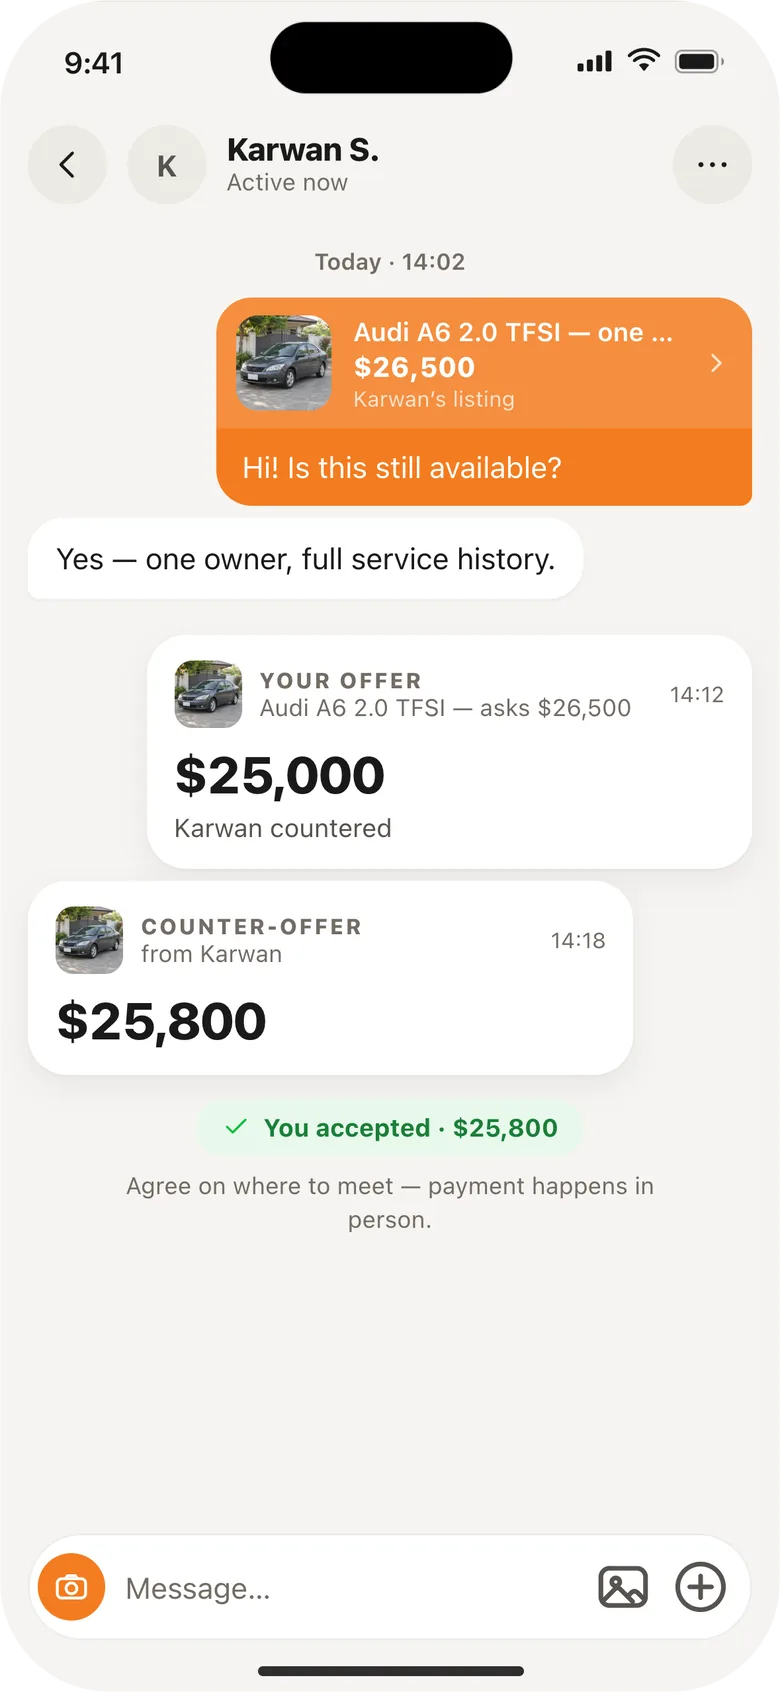 9:41
K
Karwan S.
Active now
Today · 14:02
Audi A6 2.0 TFSI — one ...
$26,500
Karwan’s listing
Hi! Is this still available?
Yes — one owner, full service history.
YOUR OFFER
14:12
Audi A6 2.0 TFSI — asks $26,500
$25,000
Karwan countered
COUNTER-OFFER
14:18
from Karwan
$25,800
You accepted · $25,800
Agree on where to meet — payment happens in
person.
Message...